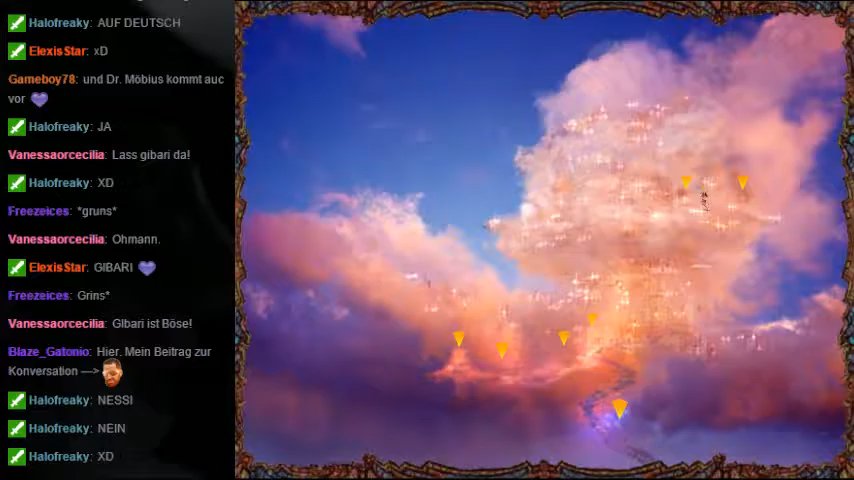 Halofreaky: AUF DEUTSCH
ElexisStar: xD
Gameboy78: und Dr. Möbius kommt auc
vor
Halofreaky: JA
Vanessaorcecilia: Lass gibari da!
Halofreaky: XD
Freezeices: *gruns*
Vanessaorcecilia: Ohmann.
ElexisStar: GIBARI
Freezeices: Grins*
Vanessaorcecilia: GIbari ist Böse!
Blaze_Gatonio: Hier. Mein Beitrag zur
Konversation —>
Halofreaky: NESSI
Halofreaky: NEIN
Halofreaky: XD